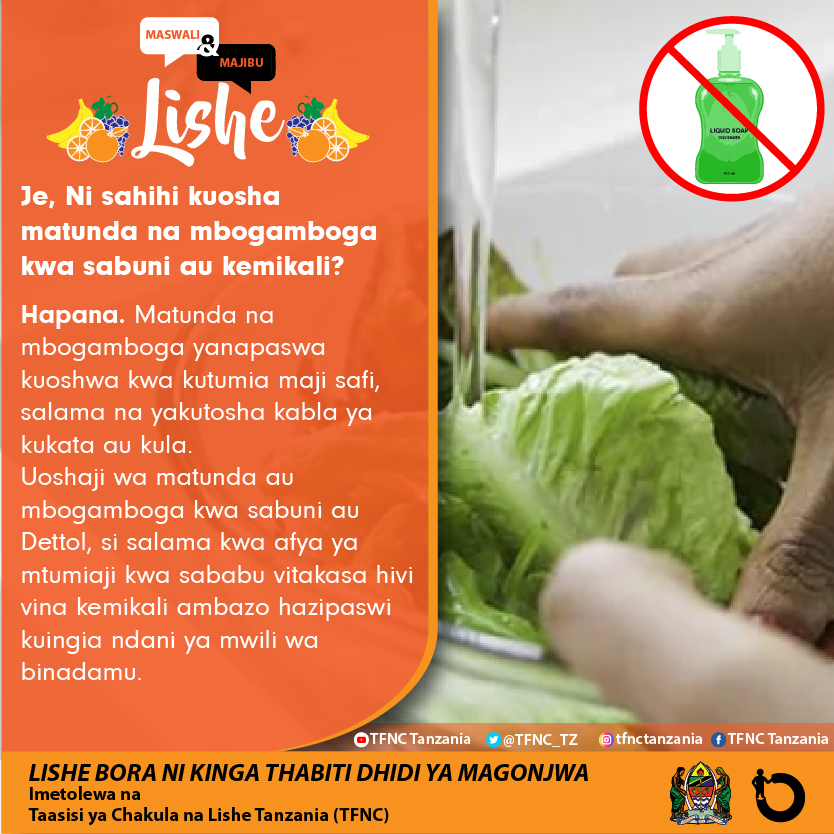 MASWALI
&
MAJIBU
Lishe
LIQUID SOAP
Je, Ni sahihi kuosha
matunda na mbogamboga
kwa sabuni au kemikali?
Hapana. Matunda na
mbogamboga yanapaswa
kuoshwa kwa kutumia maji safi,
salama na yakutosha kabla ya
kukata au kula.
Uoshaji wa matunda au
mbogamboga kwa sabuni au
Dettol, si salama kwa afya ya
mtumiaji kwa sababu vitakasa hivi
vina kemikali ambazo hazipaswi
kuingia ndani ya mwili wa
binadamu.
TFNC Tanzania @TFNC_TZ tfnctanzania TFNC Tanzania
LISHE BORA NI KINGA THABITI DHIDI YA MAGONJWA
Imetolewa na
Taasisi ya Chakula na Lishe Tanzania (TFNC)